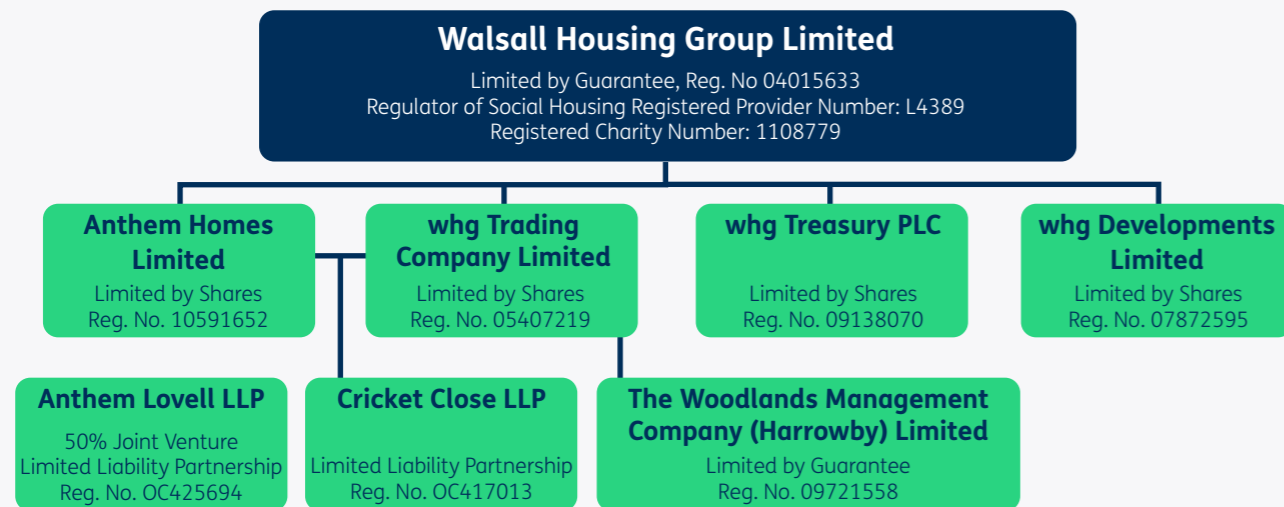 Walsall Housing Group Limited
Limited by Guarantee, Reg. No 04015633
Regulator of Social Housing Registered Provider Number: L4389
Registered Charity Number: 1108779
Anthem Homes
Limited
Limited by Shares
Reg. No. 10591652
whg Trading
Company Limited
Limited by Shares
Reg. No. 05407219
whg Treasury PLC
Limited by Shares
Reg. No. 09138070
whg Developments
Limited
Limited by Shares
Reg. No. 07872595
Anthem Lovell LLP
50% Joint Venture
Limited Liability Partnership
Reg. No. OC425694
Cricket Close LLP
Limited Liability Partnership
Reg. No. OC417013
The Woodlands Management
Company (Harrowby) Limited
Limited by Guarantee
Reg. No. 09721558